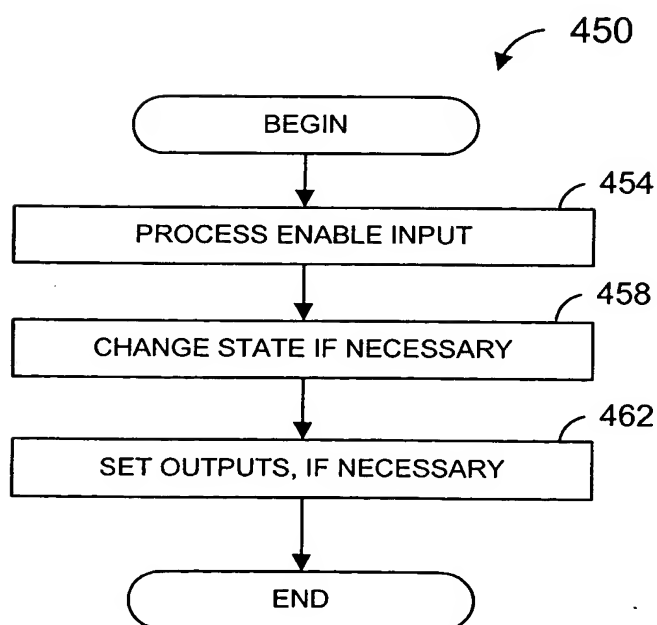 450
BEGIN
454
PROCESS ENABLE INPUT
458
CHANGE STATE IF NECESSARY
462
SET OUTPUTS, IF NECESSARY
END